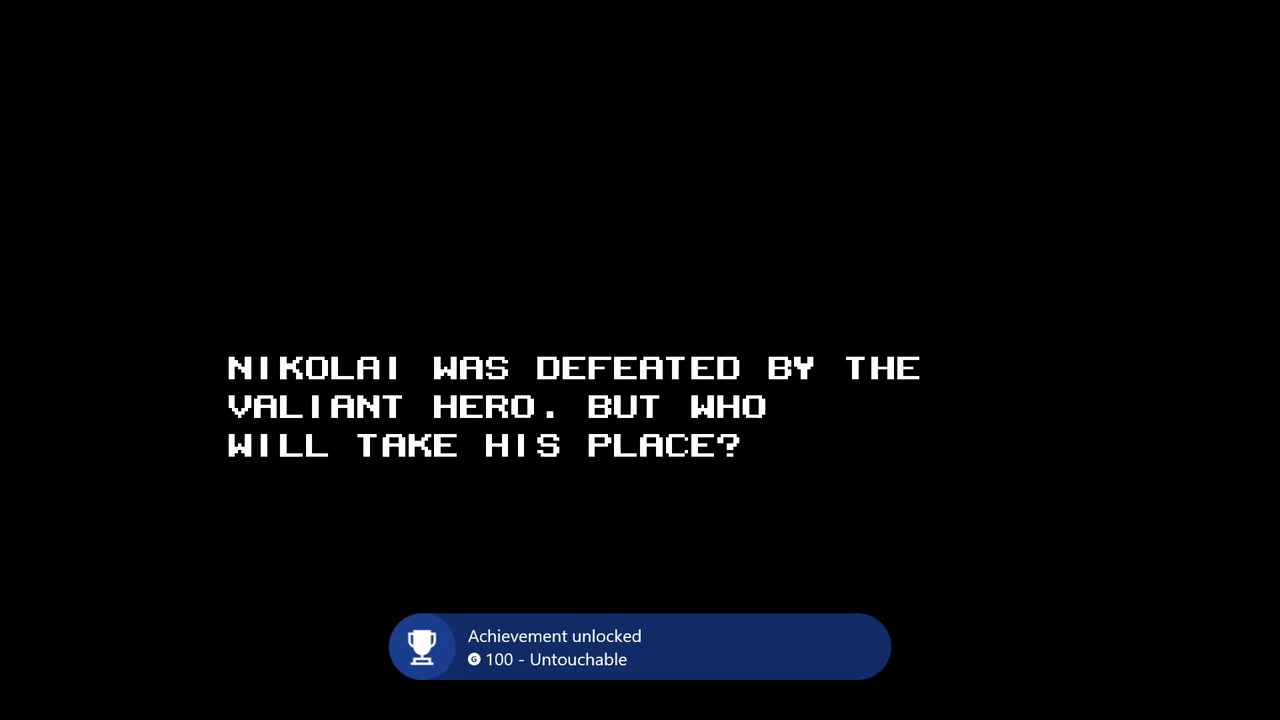 NIKOLAI WAS DEFEATED BY THE
VALIANT HERO. BUT WHO
WILL TAKE HIS PLACE?
Achievement unlocked
G 100 - Untouchable